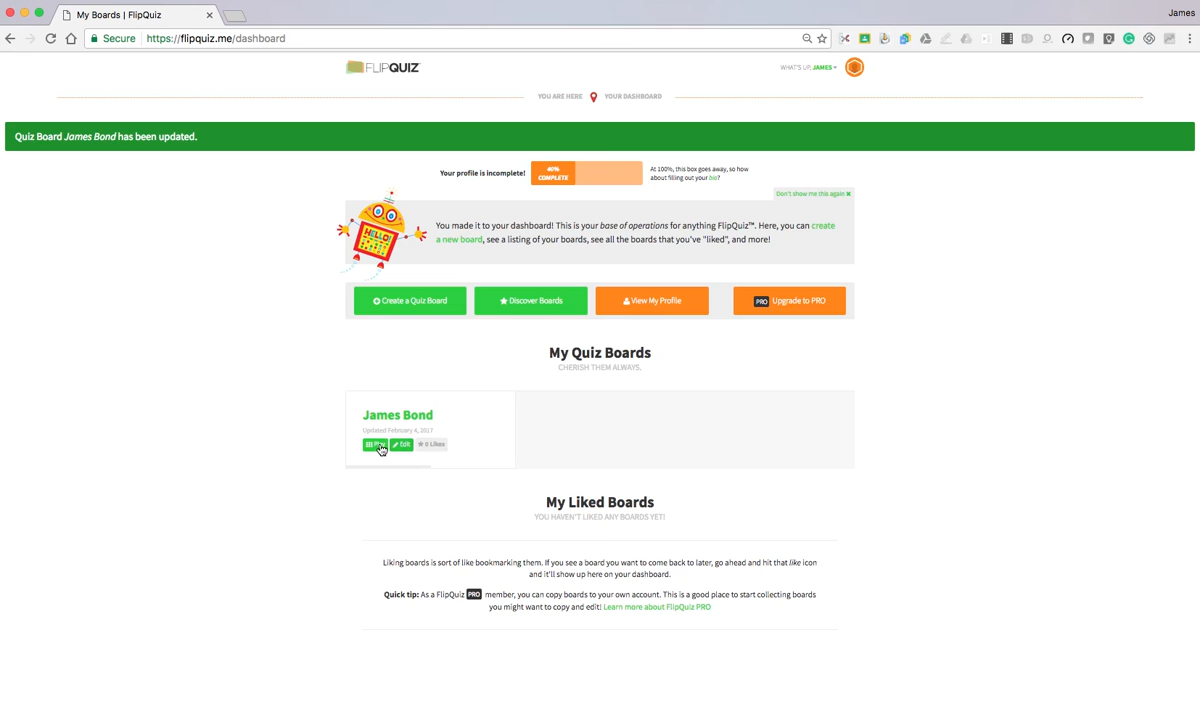 My Boards | FlipQuiz
James
Secure
https://flipquiz.me/dashboard
FLIPQUIZ
WHAT'S UP, JAMES
YOU ARE HERE YOUR DASHBOARD
Quiz Board James Bond has been updated.
Your profile is incomplete!
40%
COMPLETE
At 100%, this box goes away, so how
about filling out your bio?
Don't show me this again
HELLO!
You made it to your dashboard! This is your base of operations for anything FlipQuiz™. Here, you can create
a new board, see a listing of your boards, see all the boards that you've "liked", and more!
Create a Quiz Board
Discover Boards
View My Profile
PRO Upgrade to PRO
My Quiz Boards
CHERISH THEM ALWAYS.
James Bond
Updated February 4, 2017
Play Edit 0 Likes
My Liked Boards
YOU HAVEN'T LIKED ANY BOARDS YET!
Liking boards is sort of like bookmarking them. If you see a board you want to come back to later, go ahead and hit that like icon
and it'll show up here on your dashboard.
Quick tip: As a FlipQuiz PRO member, you can copy boards to your own account. This is a good place to start collecting boards
you might want to copy and edit! Learn more about FlipQuiz PRO